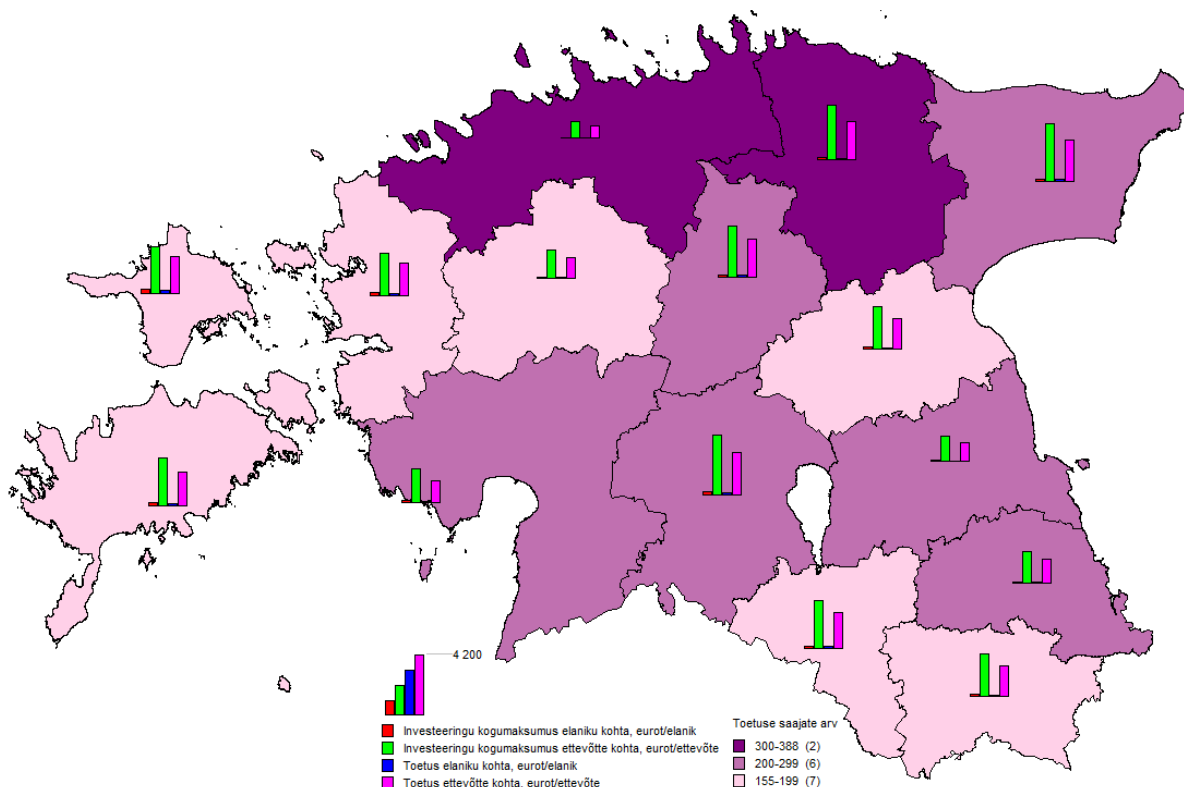 4 200
Investeeringu kogumaksumus elaniku kohta, eurot/elanik
Investeeringu kogumaksumus ettevõtte kohta, eurot/ettevõte
Toetus elaniku kohta, eurot/elanik
Toetus ettevõtte kohta, eurot/ettevõte
Toetuse saajate arv
300-388 (2)
200-299 (6)
155-199 (7)